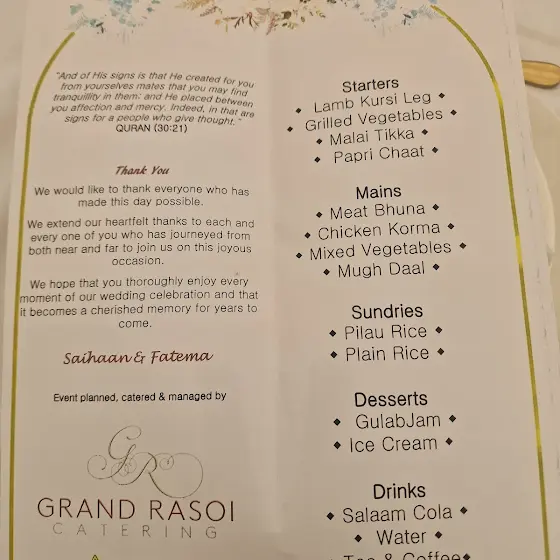 "And of His signs is that He created for you
from yourselves mates that you may find
tranquillity in them; and He placed between
you affection and mercy. Indeed, in that are
signs for a people who give thought."
QURAN (30:21)
Thank You
We would like to thank everyone who has
made this day possible.
We extend our heartfelt thanks to each and
every one of you who has journeyed from
both near and far to join us on this joyous
occasion.
We hope that you thoroughly enjoy every
moment of our wedding celebration and that
it becomes a cherished memory for years to
come.
Saihaan & Fatema
Event planned, catered & managed by
GR
GRAND RASOI
CATERING
Starters
Lamb Kursi Leg
Grilled Vegetables
Malai Tikka
Papri Chaat
Mains
Meat Bhuna
Chicken Korma
Mixed Vegetables
Mugh Daal
Sundries
Pilau Rice
Plain Rice
Desserts
GulabJam
Ice Cream
Drinks
Salaam Cola
Water
Tea & Coffee